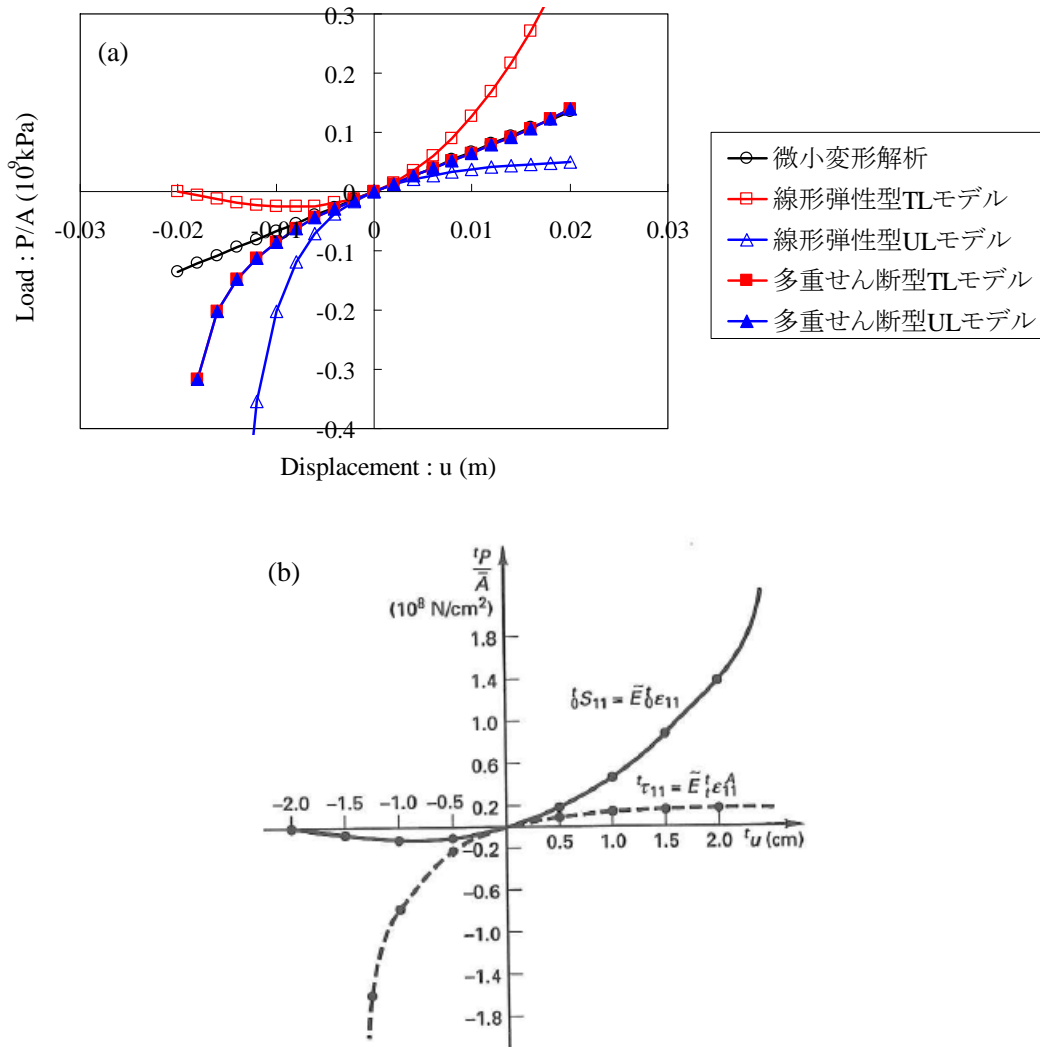 (a)
Load : P/A (10⁹kPa)
0.3
0.2
0.1
0
-0.1
-0.2
-0.3
-0.4
-0.03
-0.02
-0.01
0
0.01
0.02
0.03
Displacement : u (m)
微小変形解析
線形弾性型TLモデル
線形弾性型ULモデル
多重せん断型TLモデル
多重せん断型ULモデル
(b)
ᵗP
Ā
(10⁸ N/cm²)
1.8
1.4
1.0
0.6
0.2
ᵗ₀S₁₁ = Ẽ ᵗ₀ε₁₁
ᵗτ₁₁ = Ẽ ᵗₜε₁₁ᴬ
-2.0 -1.5 -1.0 -0.5
0.5 1.0 1.5 2.0 ᵗu (cm)
-0.2
-0.6
-1.0
-1.4
-1.8